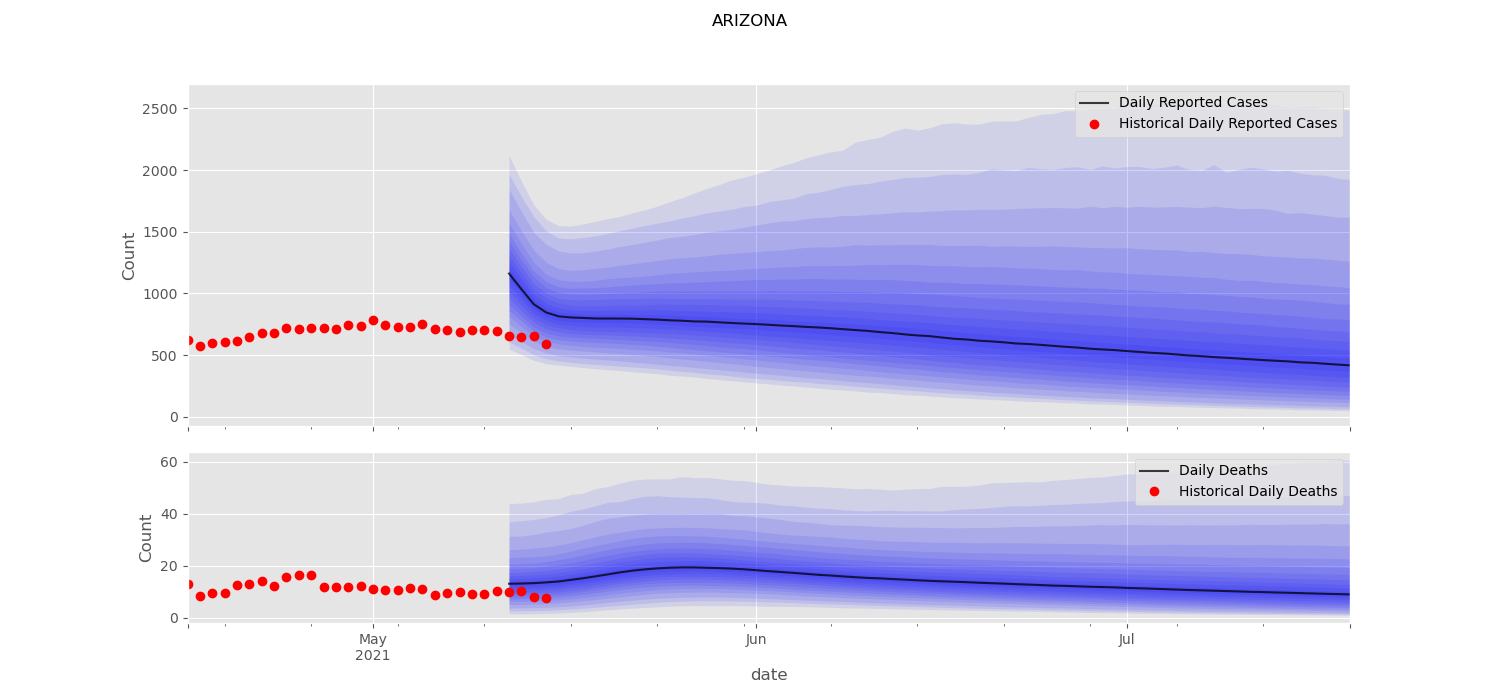 ARIZONA
2500
2000
1500
1000
500
0
Count
Daily Reported Cases
Historical Daily Reported Cases
60
40
20
0
Count
Daily Deaths
Historical Daily Deaths
May
2021
Jun
Jul
date